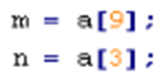 m = a[9];
n = a[3];